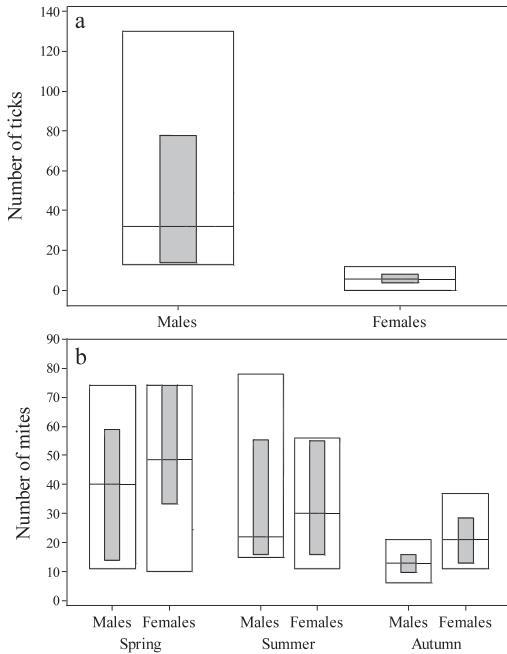 a
140
120
100
80
60
40
20
0
Number of ticks
Males Females
b
90
80
70
60
50
40
30
20
10
0
Number of mites
Males Females Males Females Males Females
Spring Summer Autumn